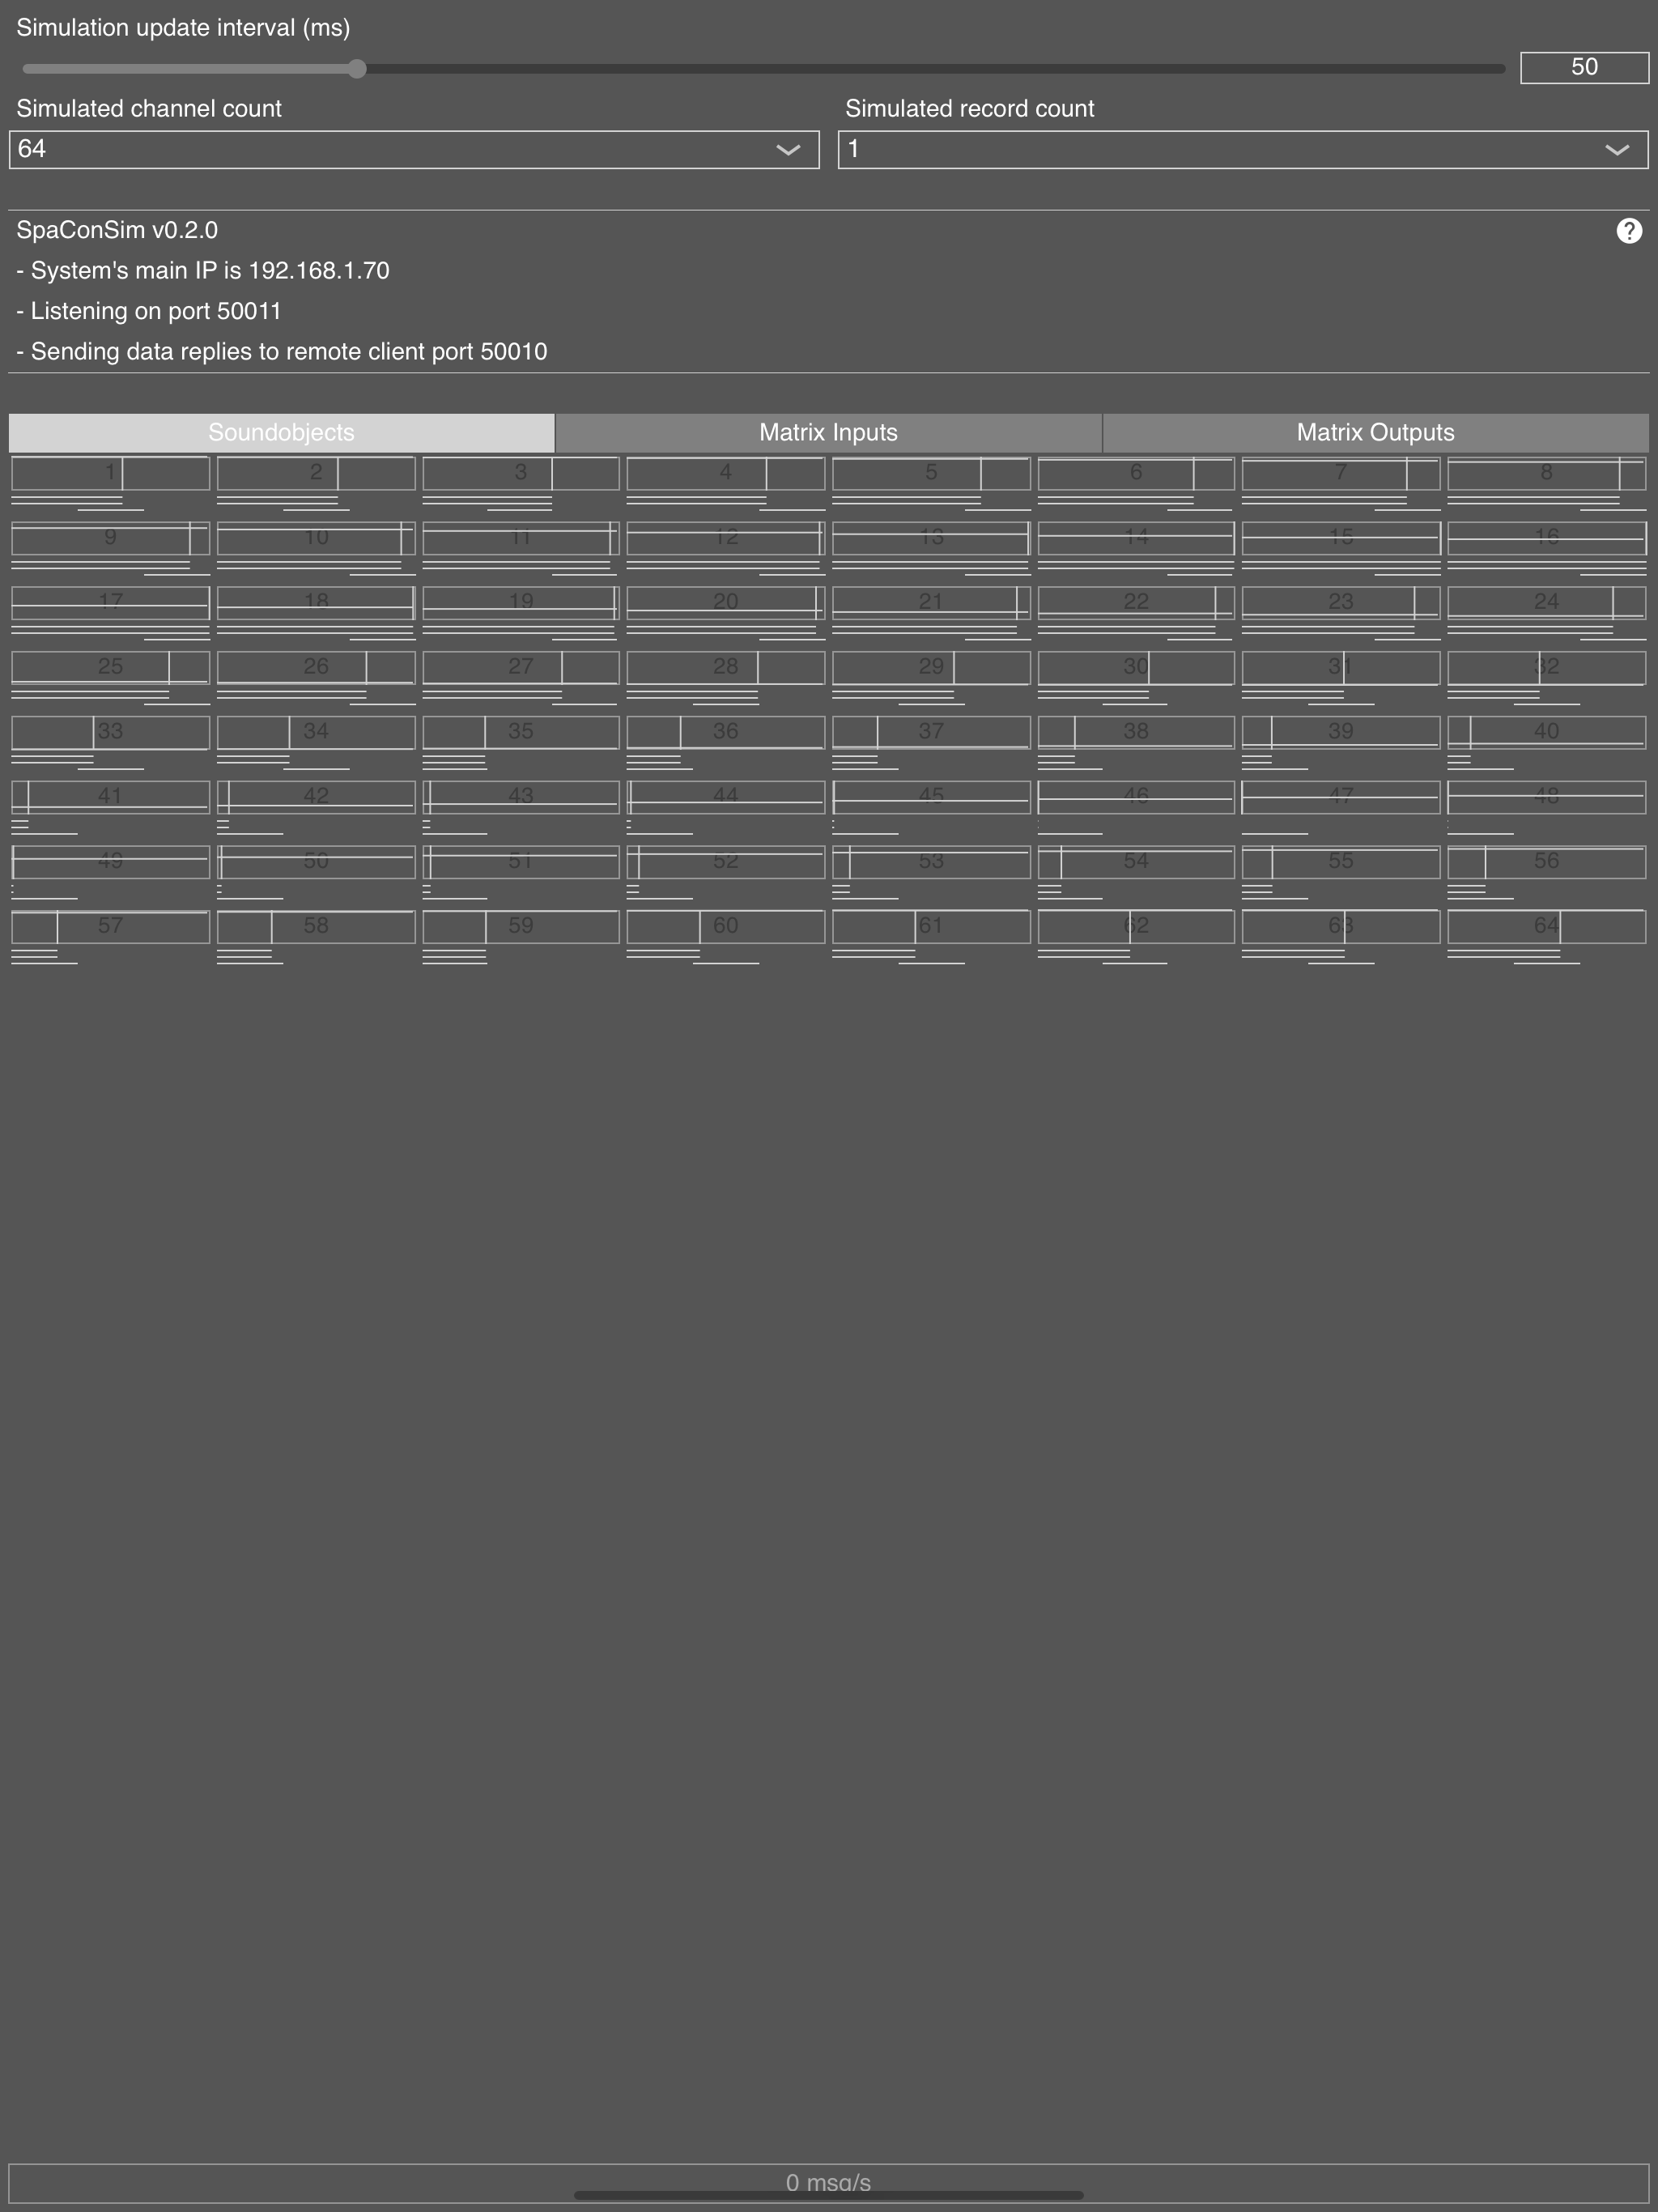 Simulation update interval (ms)
50
Simulated channel count
Simulated record count
64
1
SpaConSim v0.2.0
?
- System's main IP is 192.168.1.70
- Listening on port 50011
- Sending data replies to remote client port 50010
Soundobjects Matrix Inputs Matrix Outputs
1 2 3 4 5 6 7 8
9 10 11 12 13 14 15 16
17 18 19 20 21 22 23 24
25 26 27 28 29 30 31 32
33 34 35 36 37 38 39 40
41 42 43 44 45 46 47 48
49 50 51 52 53 54 55 56
57 58 59 60 61 62 63 64
0 msg/s